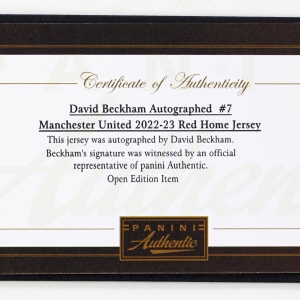 Certificate of Authenticity
David Beckham Autographed #7
Manchester United 2022-23 Red Home Jersey
This jersey was autographed by David Beckham.
Beckham's signature was witnessed by an official
representative of panini Authentic.
Open Edition Item
PANINI
Authentic